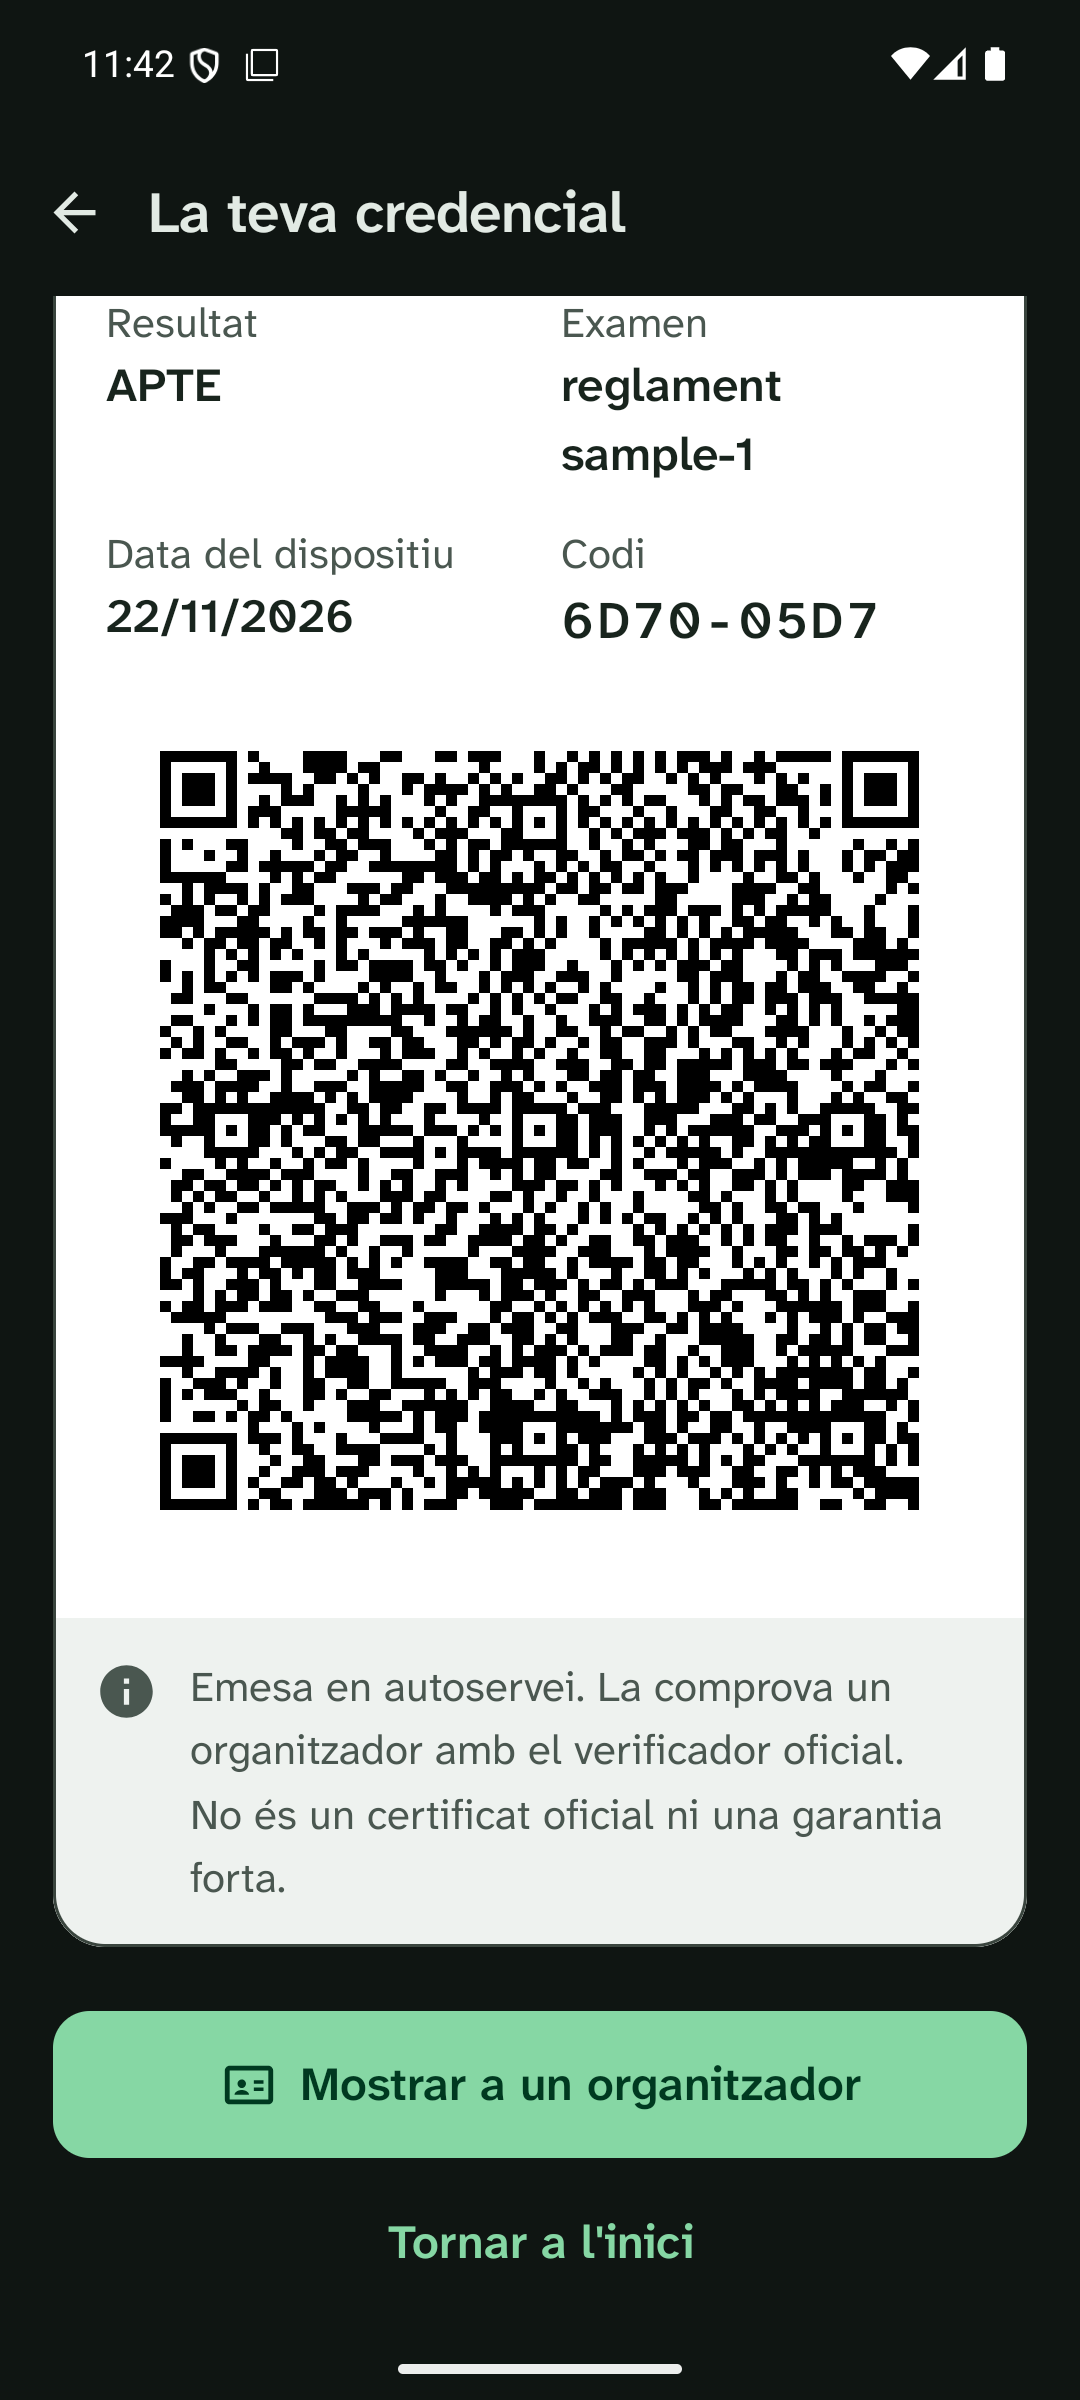 11:42
La teva credencial
Resultat
APTE
Examen
reglament
sample-1
Data del dispositiu
22/11/2026
Codi
6D70-05D7
Emesa en autoservei. La comprova un
organitzador amb el verificador oficial.
No és un certificat oficial ni una garantia
forta.
Mostrar a un organitzador
Tornar a l'inici